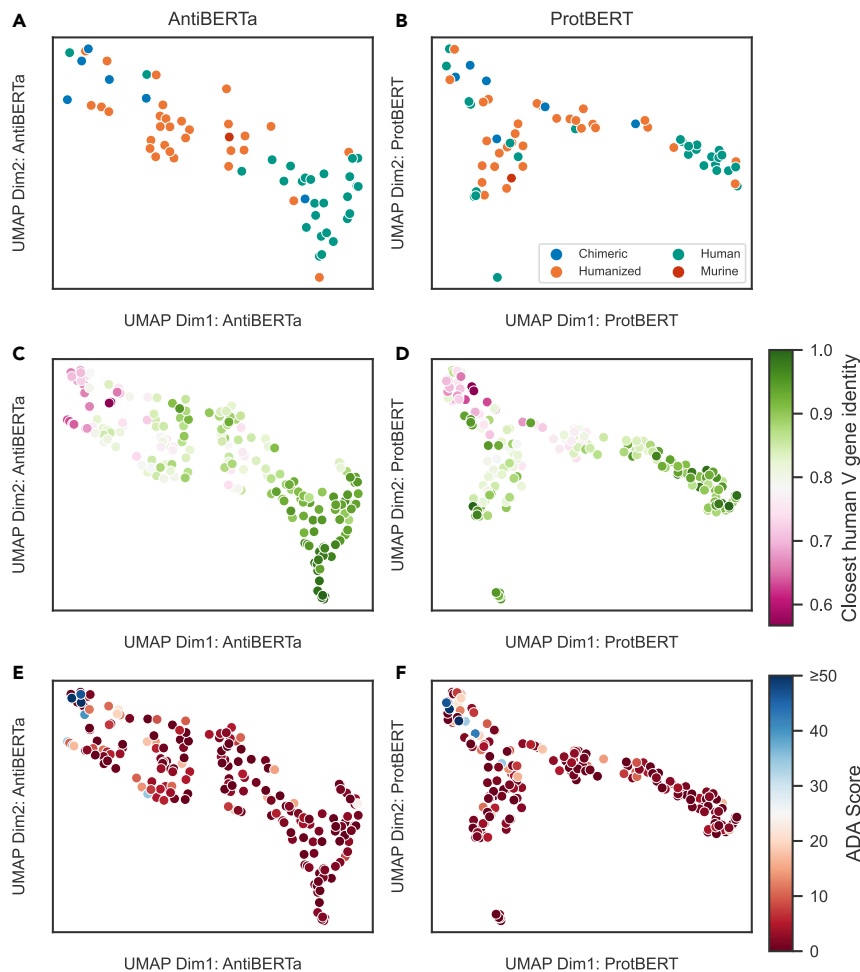 A
AntiBERTa
B
ProtBERT
UMAP Dim2: AntiBERTa
UMAP Dim2: ProtBERT
Chimeric
Human
Humanized
Murine
UMAP Dim1: AntiBERTa
UMAP Dim1: ProtBERT
C
D
UMAP Dim2: AntiBERTa
UMAP Dim2: ProtBERT
1.0
0.9
0.8
0.7
0.6
Closest human V gene identity
UMAP Dim1: AntiBERTa
UMAP Dim1: ProtBERT
E
F
UMAP Dim2: AntiBERTa
UMAP Dim2: ProtBERT
≥50
40
30
20
10
0
ADA Score
UMAP Dim1: AntiBERTa
UMAP Dim1: ProtBERT